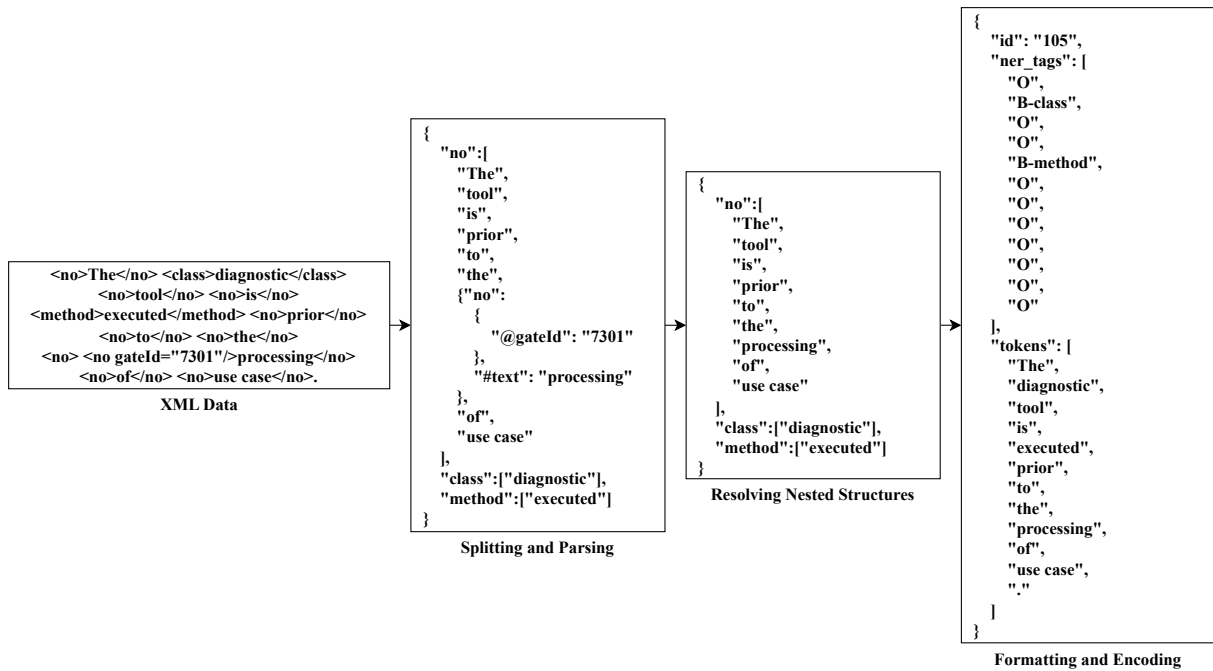 <no>The</no> <class>diagnostic</class>
<no>tool</no> <no>is</no>
<method>executed</method> <no>prior</no>
<no>to</no> <no>the</no>
<no> <no gateId="7301"/>processing</no>
<no>of</no> <no>use case</no>.
XML Data
{
"no":[
"The",
"tool",
"is",
"prior",
"to",
"the",
{"no":
{
"@gateId": "7301"
},
"#text": "processing"
},
"of",
"use case"
],
"class":["diagnostic"],
"method":["executed"]
}
Splitting and Parsing
{
"no":[
"The",
"tool",
"is",
"prior",
"to",
"the",
"processing",
"of",
"use case"
],
"class":["diagnostic"],
"method":["executed"]
}
Resolving Nested Structures
{
"id": "105",
"ner_tags": [
"O",
"B-class",
"O",
"O",
"B-method",
"O",
"O",
"O",
"O",
"O",
"O",
"O"
],
"tokens": [
"The",
"diagnostic",
"tool",
"is",
"executed",
"prior",
"to",
"the",
"processing",
"of",
"use case",
"."
]
}
Formatting and Encoding